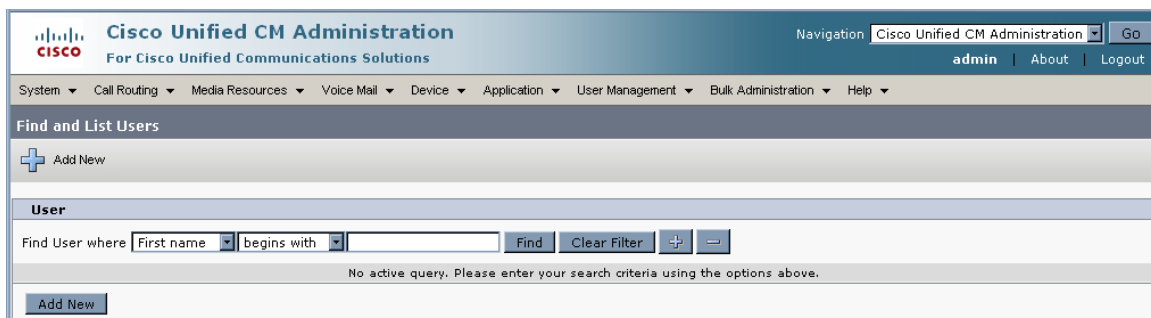 CISCO
Cisco Unified CM Administration
For Cisco Unified Communications Solutions
Navigation Cisco Unified CM Administration Go
admin | About | Logout
System Call Routing Media Resources Voice Mail Device Application User Management Bulk Administration Help
Find and List Users
Add New
User
Find User where First name begins with Find Clear Filter
No active query. Please enter your search criteria using the options above.
Add New